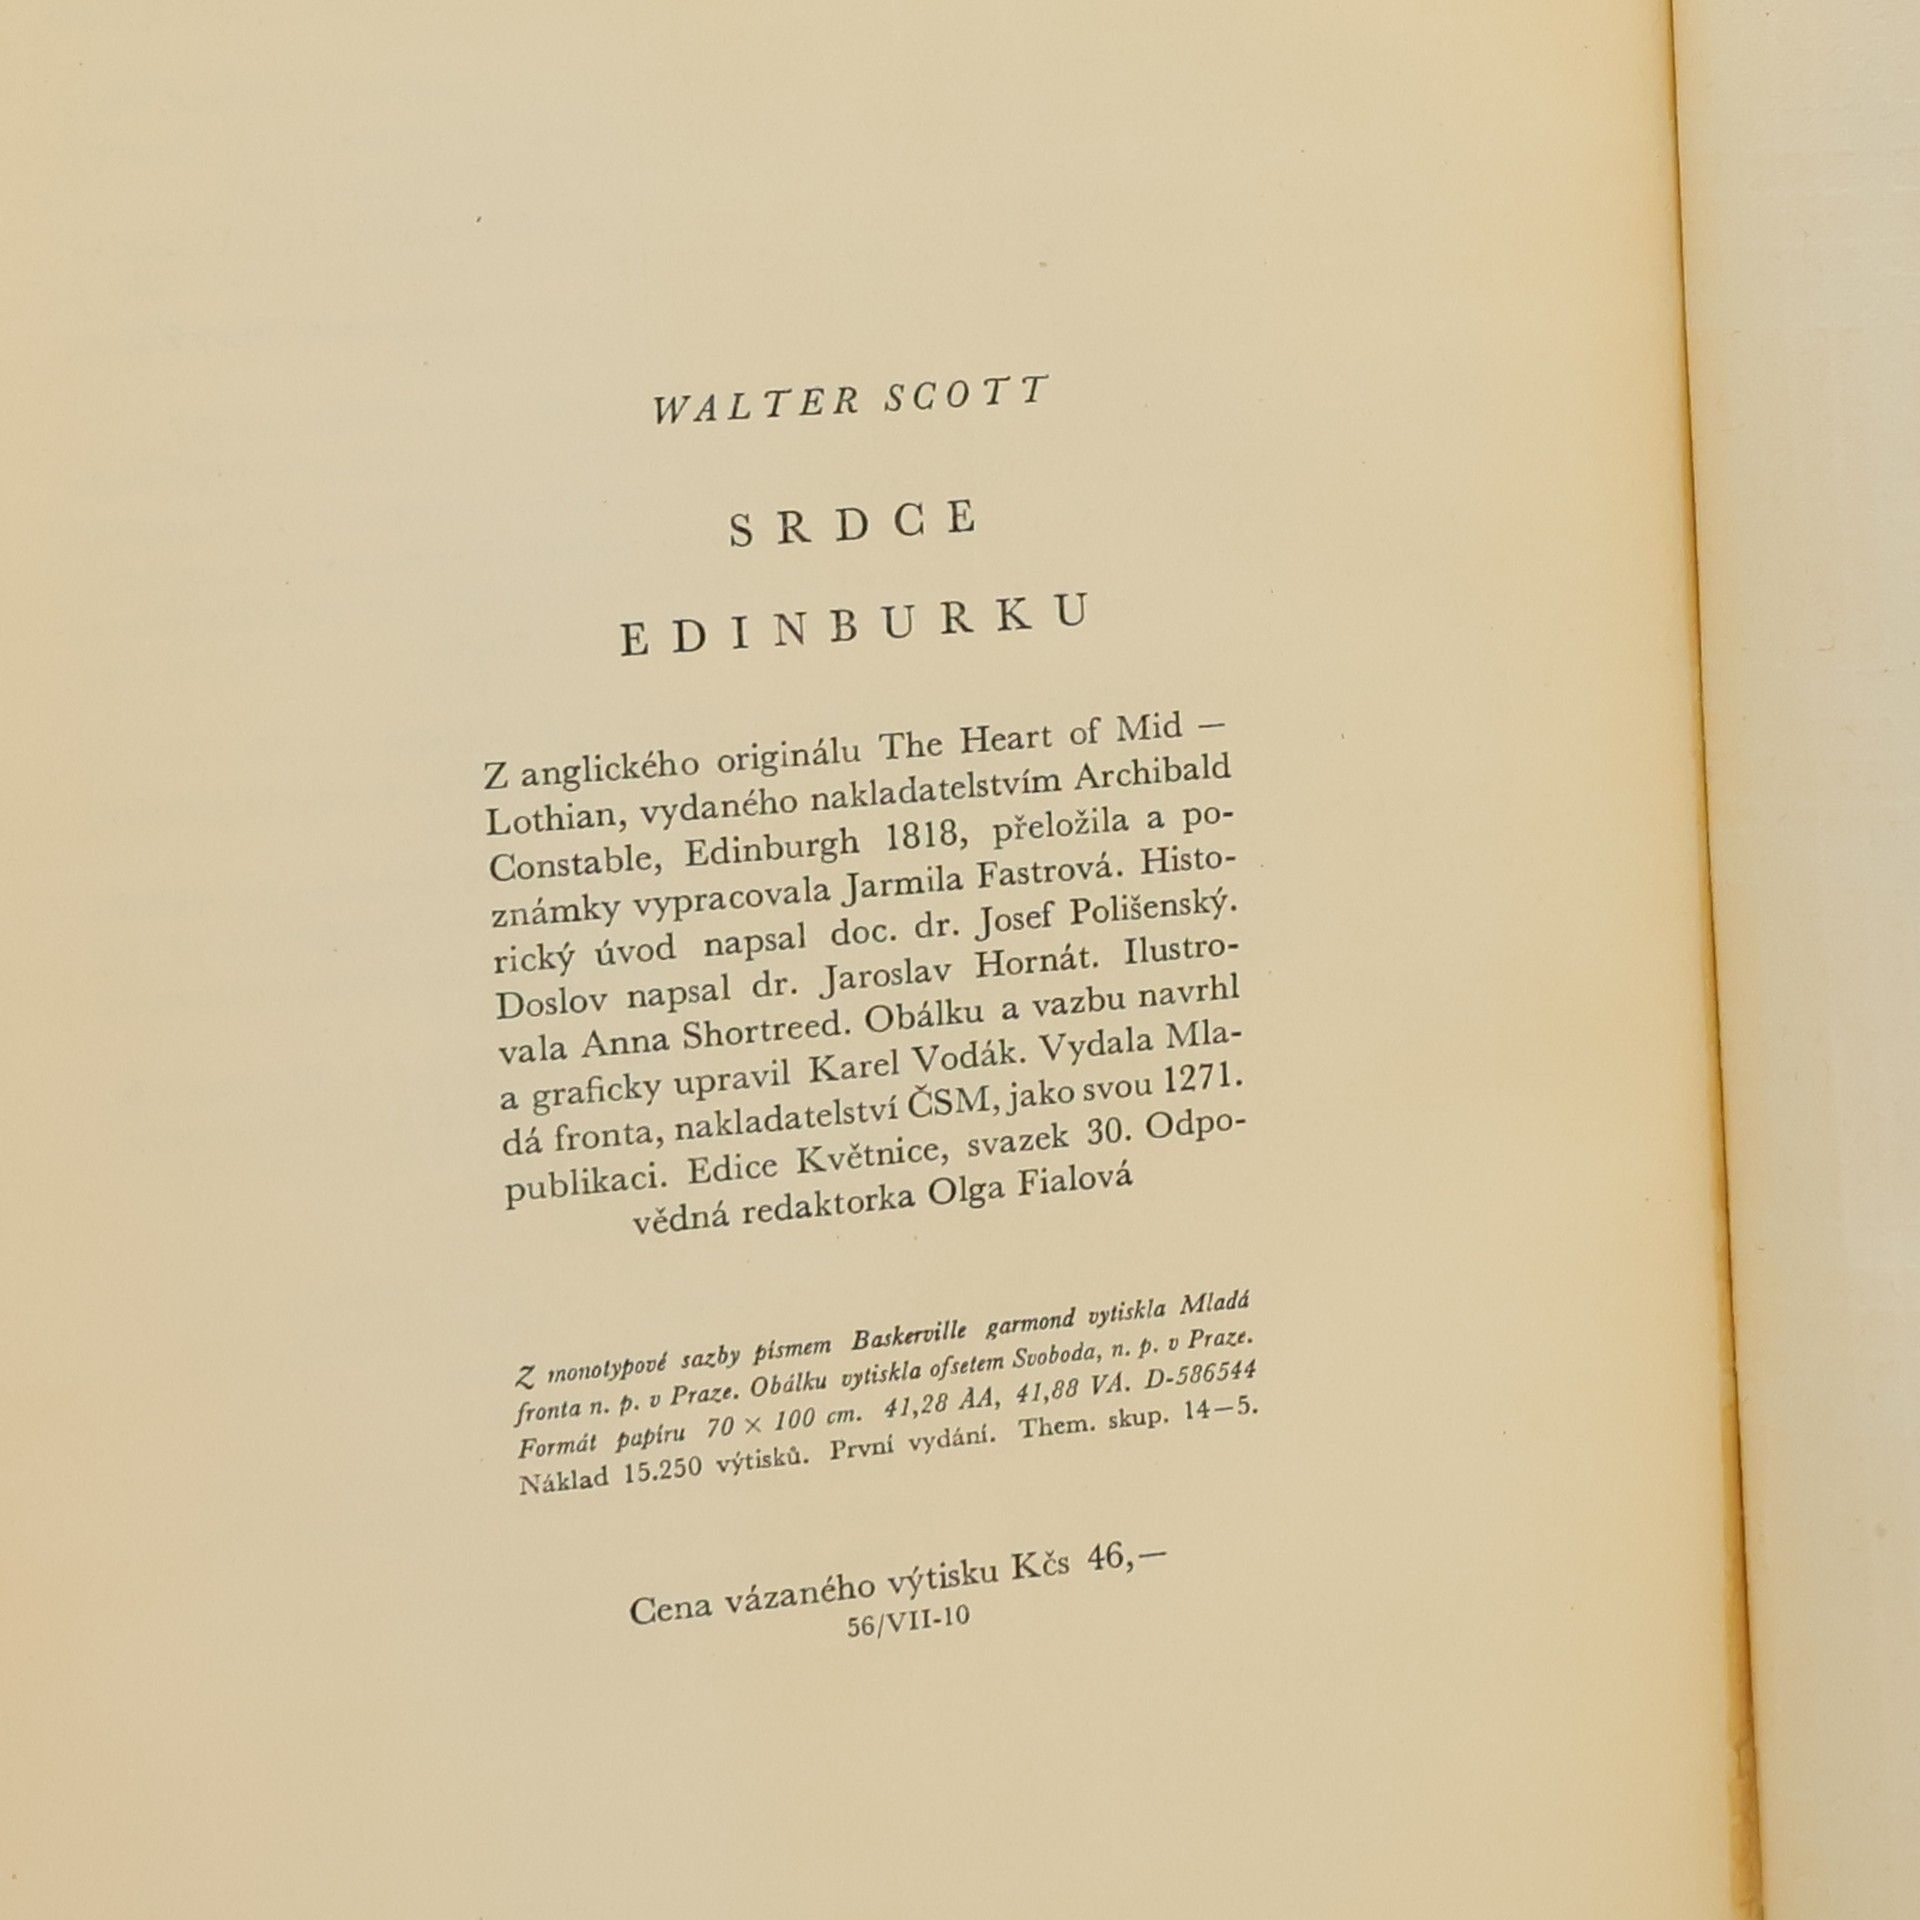 WALTER SCOTT
SRDCE
EDINBURKU
Z anglického originálu The Heart of Mid —
Lothian, vydaného nakladatelstvím Archibald
Constable, Edinburgh 1818, přeložila a po-
známky vypracovala Jarmila Fastrová. Histo-
rický úvod napsal doc. dr. Josef Polišenský.
Doslov napsal dr. Jaroslav Hornát. Ilustro-
vala Anna Shortreed. Obálku a vazbu navrhl
a graficky upravil Karel Vodák. Vydala Mla-
dá fronta, nakladatelství ČSM, jako svou 1271.
publikaci. Edice Květnice, svazek 30. Odpo-
vědná redaktorka Olga Fialová
Z monotypové sazby písmem Baskerville garmond vytiskla Mladá
fronta n. p. v Praze. Obálku vytiskla ofsetem Svoboda, n. p. v Praze.
Formát papíru 70 × 100 cm. 41,28 AA, 41,88 VA. D-586544
Náklad 15.250 výtisků. První vydání. Them. skup. 14—5.
Cena vázaného výtisku Kčs 46,—
56/VII-10